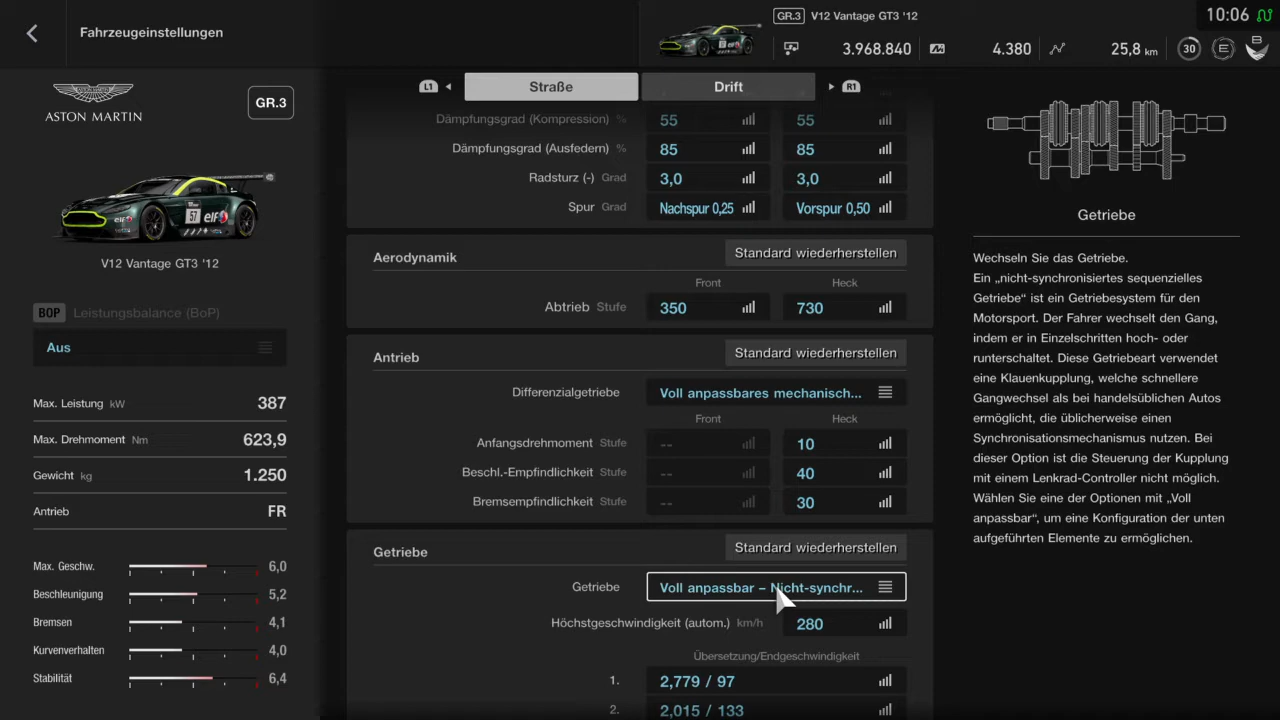 Fahrzeugeinstellungen
GR.3 V12 Vantage GT3 '12
10:06
3.968.840 4.380 25,8 km 30 E B
ASTON MARTIN
GR.3
57 elf
V12 Vantage GT3 '12
BOP Leistungsbalance (BoP)
Aus
Max. Leistung kW 387
Max. Drehmoment Nm 623,9
Gewicht kg 1.250
Antrieb FR
Max. Geschw. 6,0
Beschleunigung 5,2
Bremsen 4,1
Kurvenverhalten 4,0
Stabilität 6,4
L1 Straße Drift R1
Dämpfungsgrad (Kompression) % 55 55
Dämpfungsgrad (Ausfedern) % 85 85
Radsturz (-) Grad 3,0 3,0
Spur Grad Nachspur 0,25 Vorspur 0,50
Aerodynamik Standard wiederherstellen
Front Heck
Abtrieb Stufe 350 730
Antrieb Standard wiederherstellen
Differenzialgetriebe Voll anpassbares mechanisch...
Front Heck
Anfangsdrehmoment Stufe -- 10
Beschl.-Empfindlichkeit Stufe -- 40
Bremsempfindlichkeit Stufe -- 30
Getriebe Standard wiederherstellen
Getriebe Voll anpassbar – Nicht-synchr...
Höchstgeschwindigkeit (autom.) km/h 280
Übersetzung/Endgeschwindigkeit
1. 2,779 / 97
2. 2,015 / 133
Getriebe
Wechseln Sie das Getriebe.
Ein „nicht-synchronisiertes sequenzielles
Getriebe“ ist ein Getriebesystem für den
Motorsport. Der Fahrer wechselt den Gang,
indem er in Einzelschritten hoch- oder
runterschaltet. Diese Getriebeart verwendet
eine Klauenkupplung, welche schnellere
Gangwechsel als bei handelsüblichen Autos
ermöglicht, die üblicherweise einen
Synchronisationsmechanismus nutzen. Bei
dieser Option ist die Steuerung der Kupplung
mit einem Lenkrad-Controller nicht möglich.
Wählen Sie eine der Optionen mit „Voll
anpassbar“, um eine Konfiguration der unten
aufgeführten Elemente zu ermöglichen.